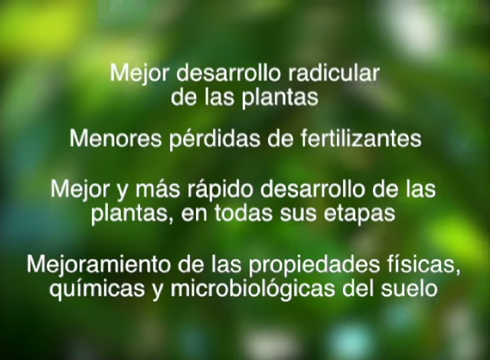 Mejor desarrollo radicular
de las plantas
Menores pérdidas de fertilizantes
Mejor y más rápido desarrollo de las
plantas, en todas sus etapas
Mejoramiento de las propiedades físicas,
químicas y microbiológicas del suelo